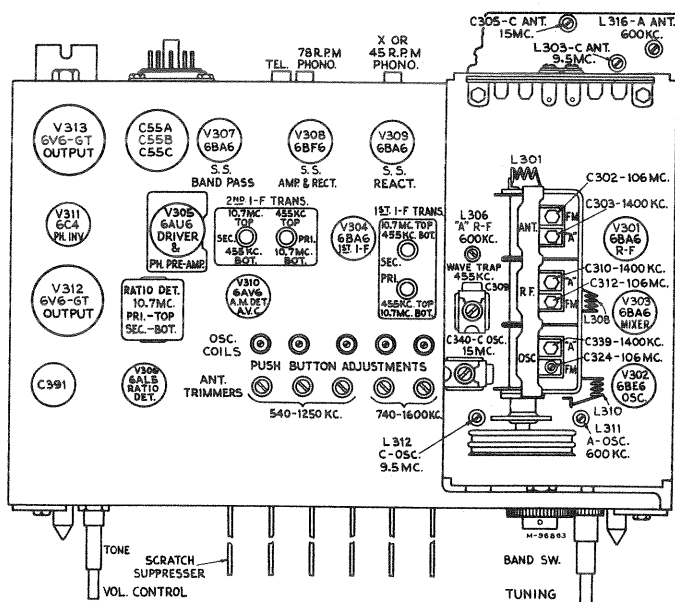 C305-C ANT.
15MC.
L316-A ANT.
600KC.
L303-C ANT.
9.5MC.
TEL.
78 R.P.M
PHONO.
X OR
45 R.P.M
PHONO.
V313
6V6-GT
OUTPUT
C55A
C55B
C55C
V307
6BA6
S.S.
BAND PASS
V308
6BF6
S.S.
AMP. & RECT.
V309
6BA6
S.S.
REACT.
L301
C302-106MC.
C303-1400 KC.
ANT.
FM
"A"
V301
6BA6
R-F
V311
6C4
PH. INV.
V305
6AU6
DRIVER
&
PH. PRE-AMP.
2ND I-F TRANS.
10.7MC.
TOP
455KC
TOP
SEC.
PRI.
455KC.
BOT.
10.7MC.
BOT.
V304
6BA6
1ST. I-F
1ST. I-F TRANS.
10.7MC. TOP
455KC. BOT.
SEC.
PRI.
455KC. TOP
10.7MC. BOT.
L306
"A" R-F
600KC.
WAVE TRAP
455KC.
C309
C310-1400 KC.
C312-106MC.
R.F.
"A"
FM
L308
V303
6BA6
MIXER
V312
6V6-GT
OUTPUT
RATIO DET.
10.7MC.
PRI.-TOP
SEC.-BOT.
V310
6AV6
A.M. DET.
A.V.C
OSC.
COILS
C340-C OSC.
15MC.
C339-1400KC.
C324-106MC.
OSC
"A"
FM
PUSH BUTTON ADJUSTMENTS
ANT.
TRIMMERS
540-1250 KC.
740-1600KC.
C391
V306
6AL5
RATIO
DET.
V302
6BE6
OSC.
L310
L312
C-OSC.
9.5MC.
L311
A-OSC.
600 KC.
M-96863
TONE
SCRATCH
SUPPRESSER
VOL. CONTROL
BAND SW.
TUNING